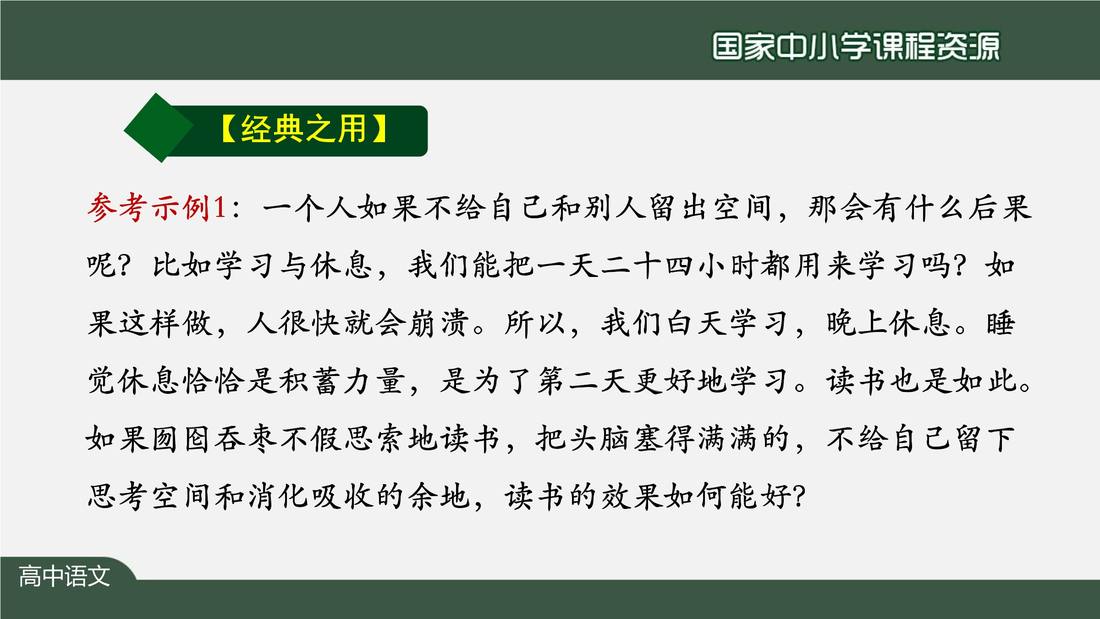 国家中小学课程资源
【经典之用】
参考示例1：一个人如果不给自己和别人留出空间，那会有什么后果
呢？比如学习与休息，我们能把一天二十四小时都用来学习吗？如
果这样做，人很快就会崩溃。所以，我们白天学习，晚上休息。睡
觉休息恰恰是积蓄力量，是为了第二天更好地学习。读书也是如此。
如果囫囵吞枣不假思索地读书，把头脑塞得满满的，不给自己留下
思考空间和消化吸收的余地，读书的效果如何能好？
高中语文